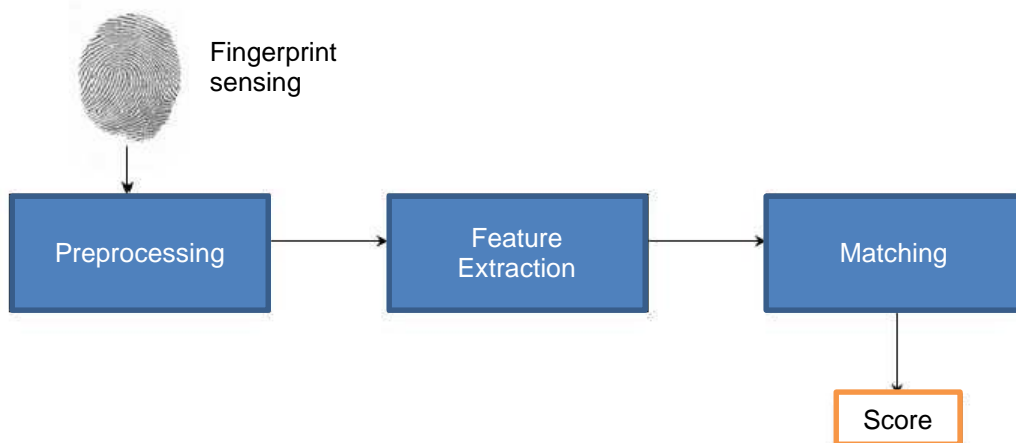 Fingerprint
sensing
Preprocessing
Feature
Extraction
Matching
Score